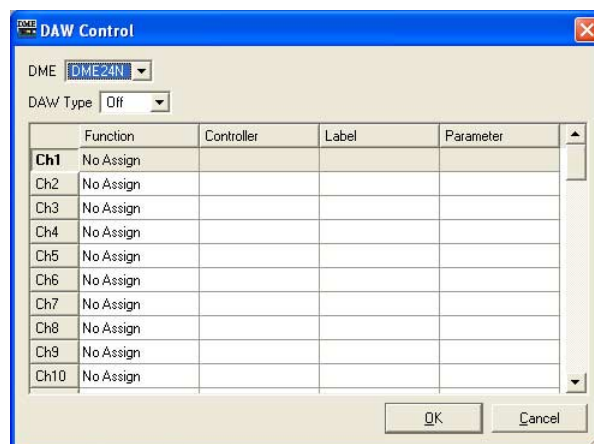 DME DAW Control
DME DME24N
DAW Type Off
Function Controller Label Parameter
Ch1 No Assign
Ch2 No Assign
Ch3 No Assign
Ch4 No Assign
Ch5 No Assign
Ch6 No Assign
Ch7 No Assign
Ch8 No Assign
Ch9 No Assign
Ch10 No Assign
OK Cancel